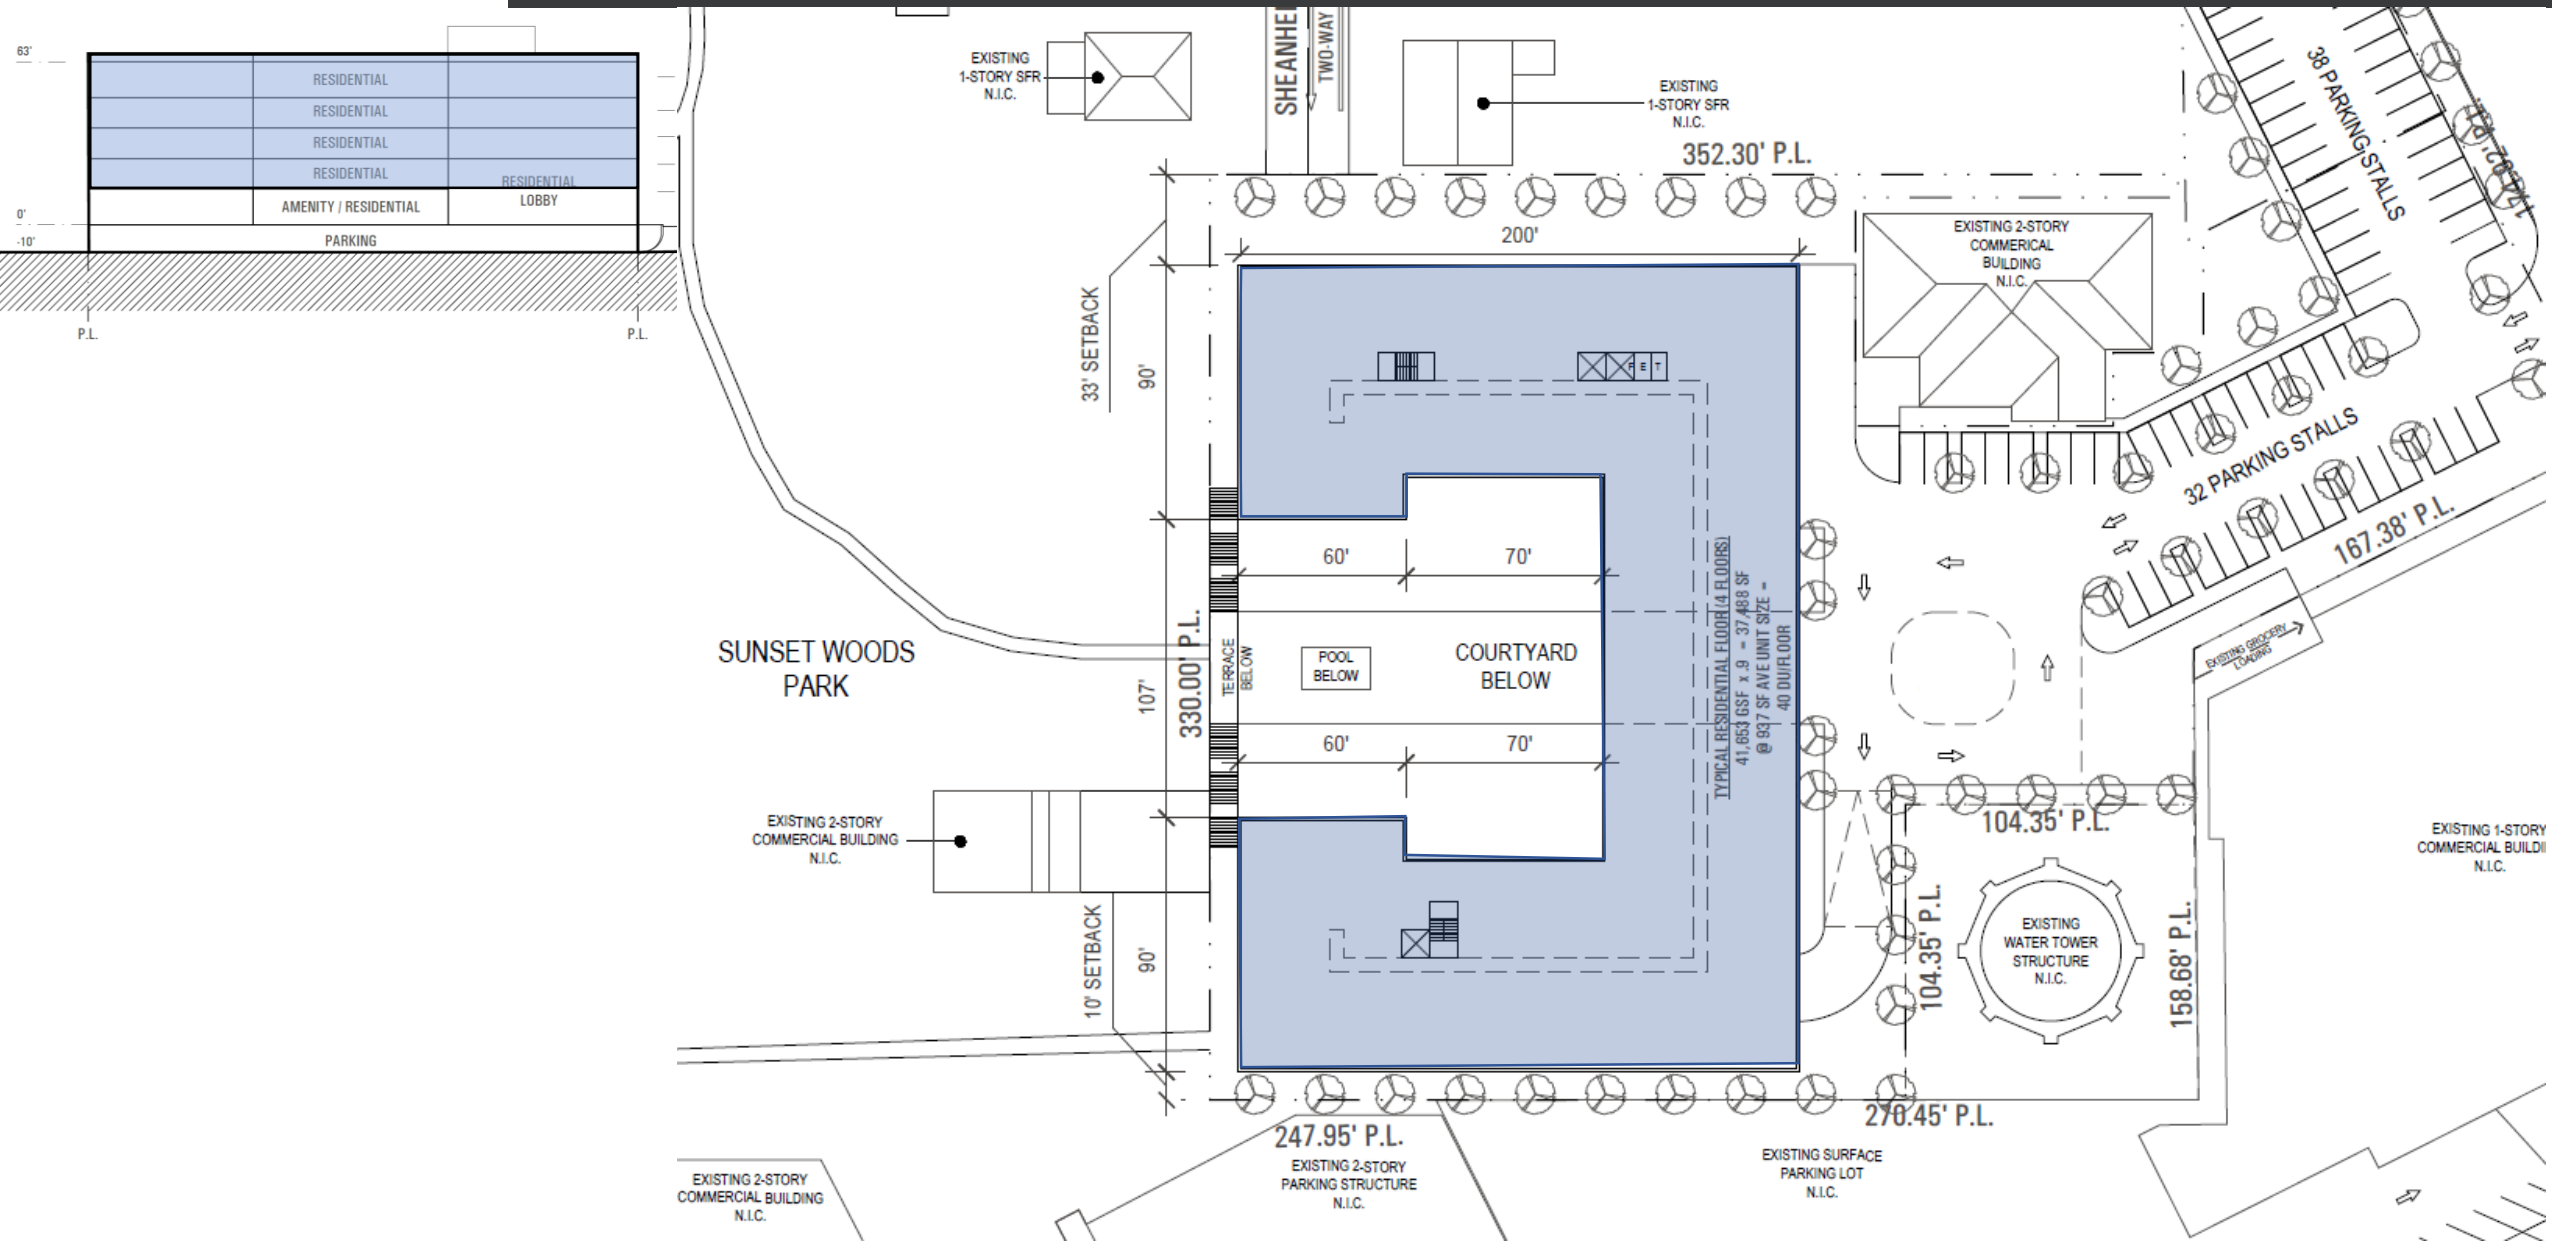 63'
RESIDENTIAL
RESIDENTIAL
RESIDENTIAL
RESIDENTIAL
RESIDENTIAL
LOBBY
AMENITY / RESIDENTIAL
0'
-10'
PARKING
P.L.
P.L.
EXISTING
1-STORY SFR
N.I.C.
TWO-WAY
EXISTING
1-STORY SFR
N.I.C.
352.30' P.L.
38 PARKING STALLS
200'
EXISTING 2-STORY
COMMERICAL
BUILDING
N.I.C.
33' SETBACK
90'
F E T
32 PARKING STALLS
167.38' P.L.
60'
70'
TYPICAL RESIDENTIAL FLOOR (4 FLOORS)
41,653 GSF x .9 = 37,488 SF
@ 937 SF AVE UNIT SIZE =
40 DU/FLOOR
SUNSET WOODS
PARK
107'
330.00' P.L.
TERRACE
BELOW
POOL
BELOW
COURTYARD
BELOW
EXISTING GROCERY
LOADING
60'
70'
EXISTING 2-STORY
COMMERCIAL BUILDING
N.I.C.
104.35' P.L.
EXISTING 1-STORY
COMMERCIAL
N.I.C.
10' SETBACK
90'
104.35' P.L.
EXISTING
WATER TOWER
STRUCTURE
N.I.C.
158.68' P.L.
247.95' P.L.
270.45' P.L.
EXISTING 2-STORY
COMMERCIAL BUILDING
N.I.C.
EXISTING 2-STORY
PARKING STRUCTURE
N.I.C.
EXISTING SURFACE
PARKING LOT
N.I.C.